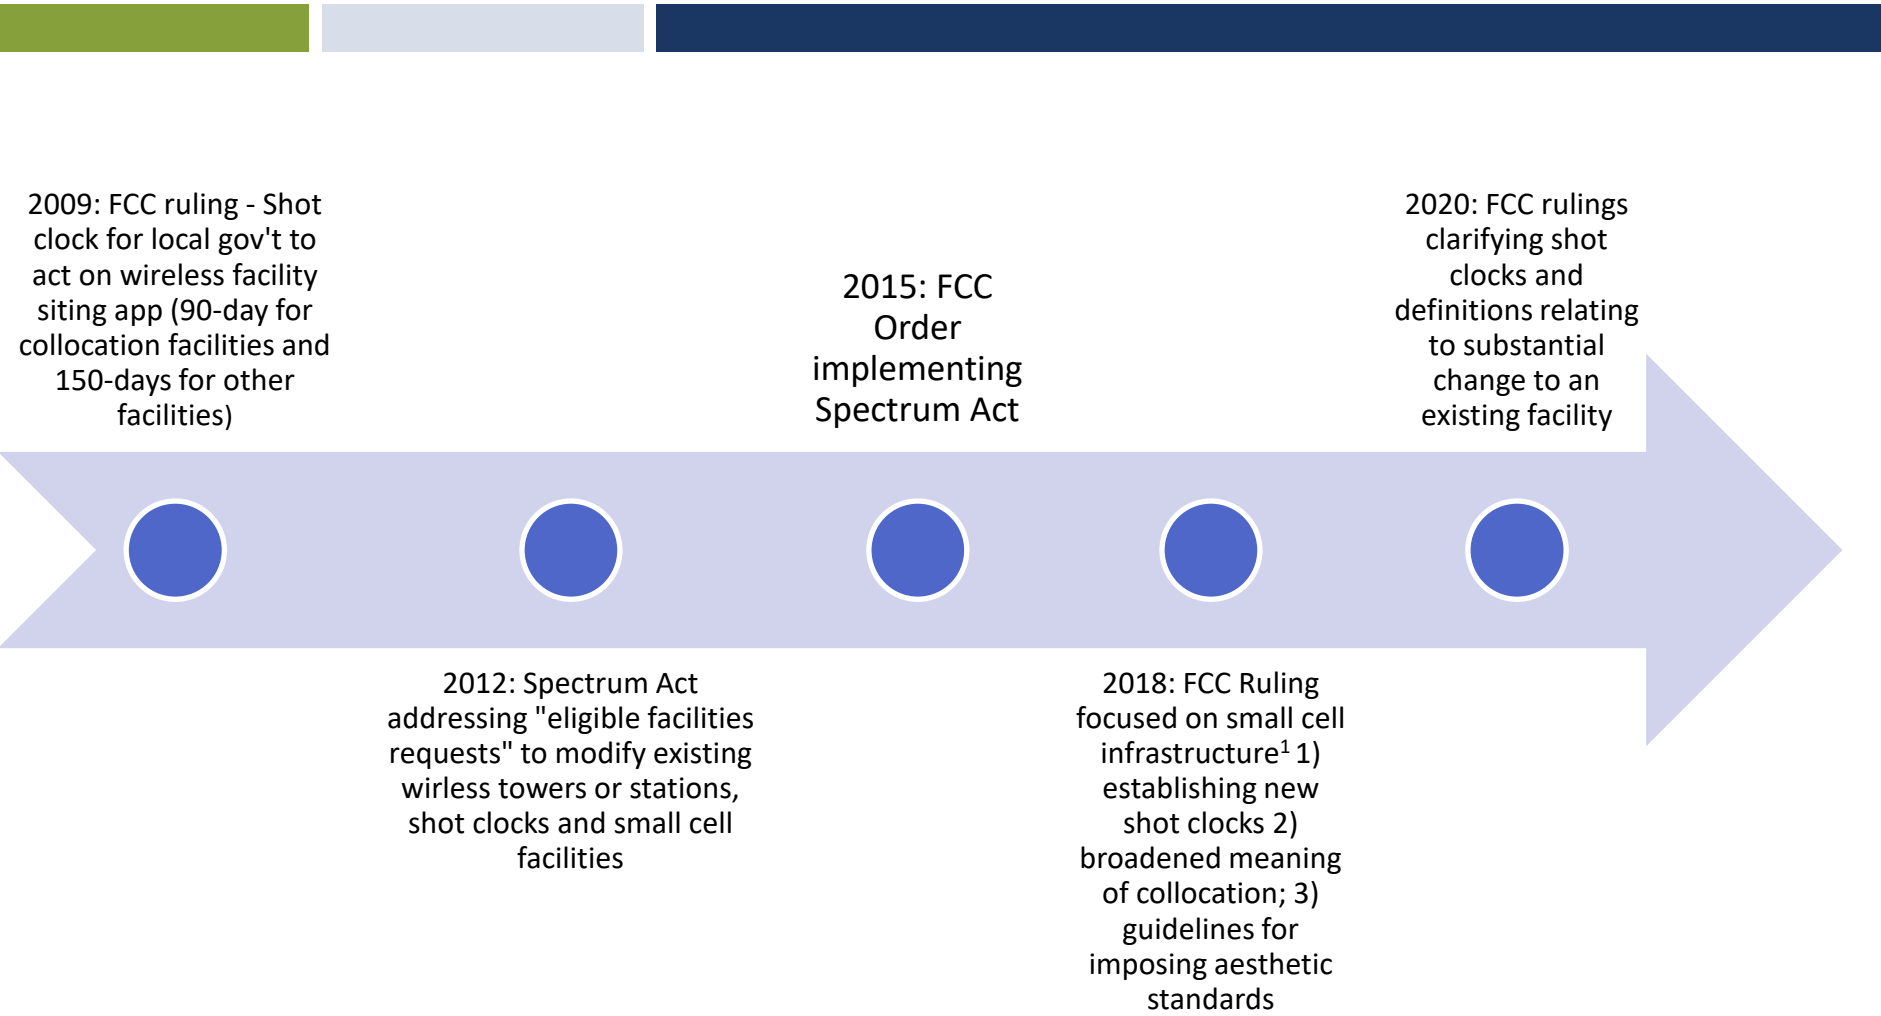 2009: FCC ruling - Shot
clock for local gov't to
act on wireless facility
siting app (90-day for
collocation facilities and
150-days for other
facilities)
2012: Spectrum Act
addressing "eligible facilities
requests" to modify existing
wirless towers or stations,
shot clocks and small cell
facilities
2015: FCC
Order
implementing
Spectrum Act
2018: FCC Ruling
focused on small cell
infrastructure¹ 1)
establishing new
shot clocks 2)
broadened meaning
of collocation; 3)
guidelines for
imposing aesthetic
standards
2020: FCC rulings
clarifying shot
clocks and
definitions relating
to substantial
change to an
existing facility